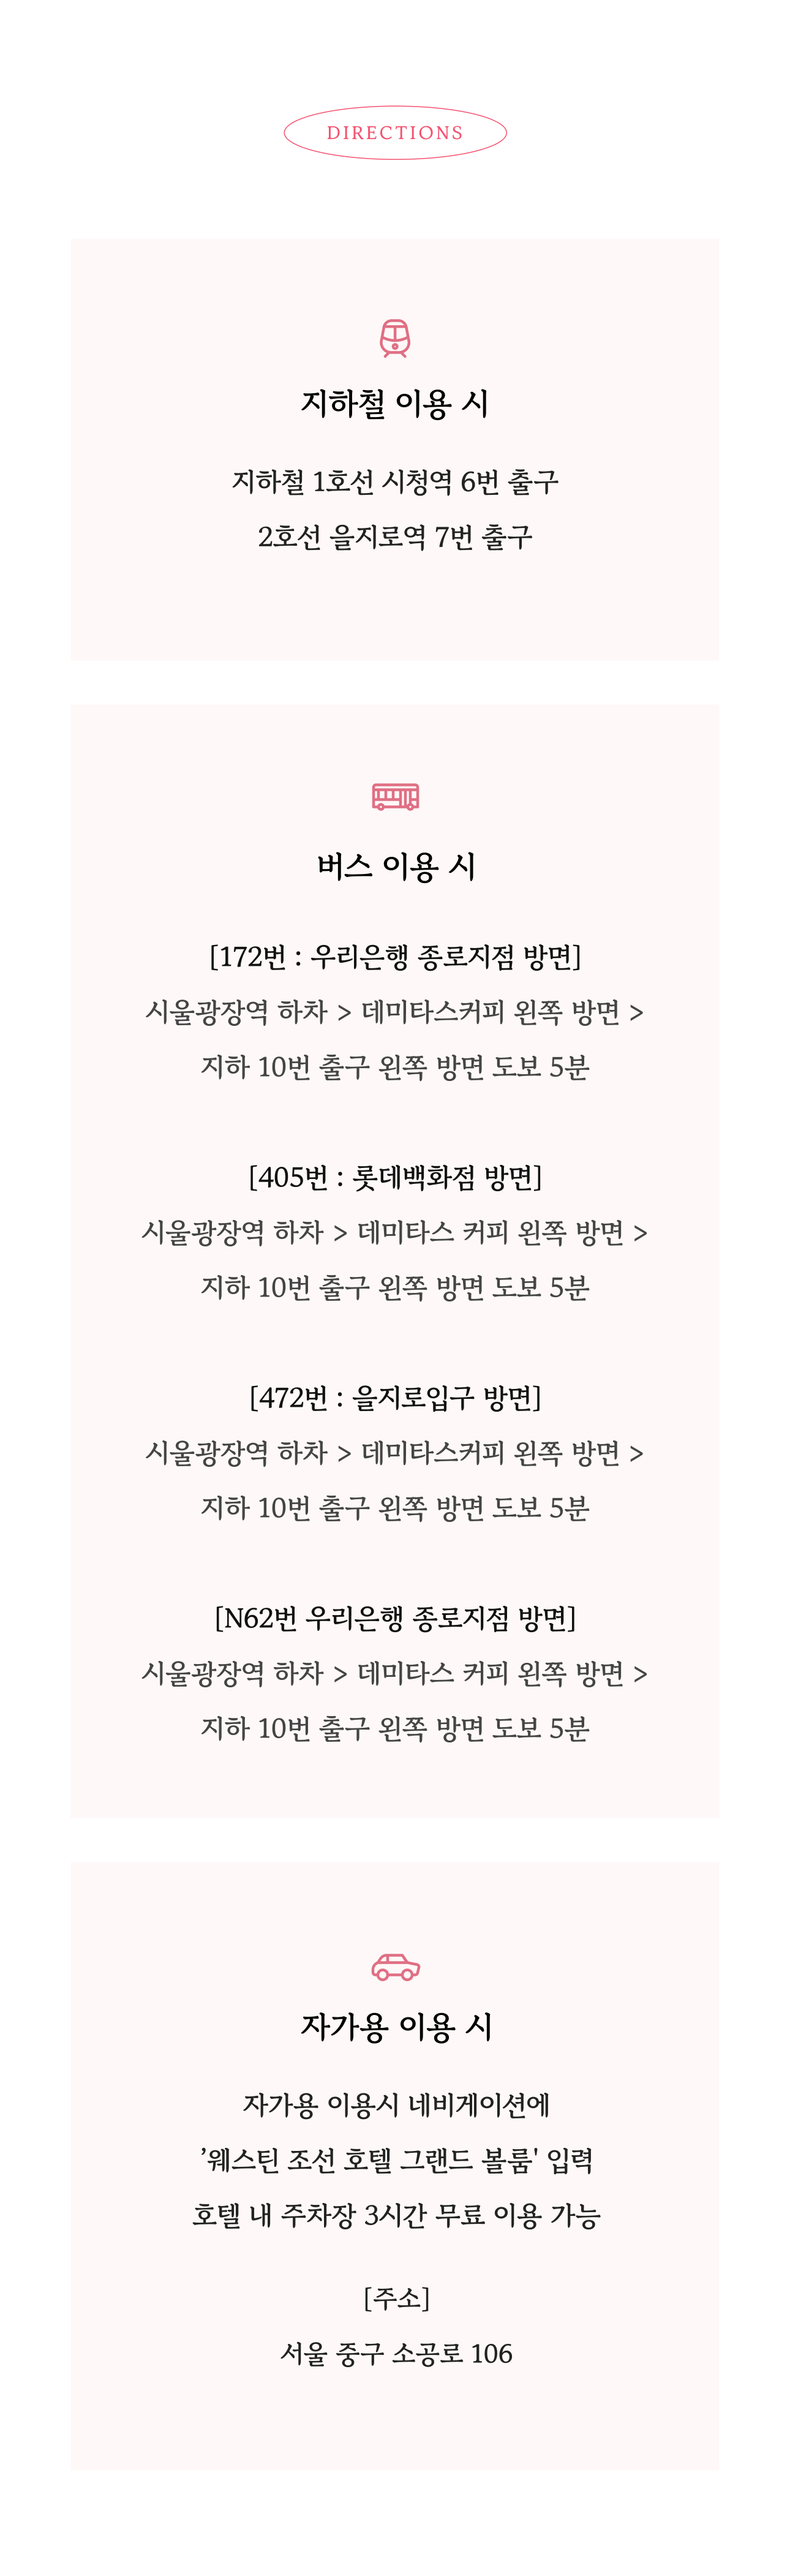 DIRECTIONS
지하철 이용 시
지하철 1호선 시청역 6번 출구
2호선 을지로역 7번 출구
버스 이용 시
[172번 : 우리은행 종로지점 방면]
시울광장역 하차 > 데미타스커피 왼쪽 방면 >
지하 10번 출구 왼쪽 방면 도보 5분
[405번 : 롯데백화점 방면]
시울광장역 하차 > 데미타스 커피 왼쪽 방면 >
지하 10번 출구 왼쪽 방면 도보 5분
[472번 : 을지로입구 방면]
시울광장역 하차 > 데미타스커피 왼쪽 방면 >
지하 10번 출구 왼쪽 방면 도보 5분
[N62번 우리은행 종로지점 방면]
시울광장역 하차 > 데미타스 커피 왼쪽 방면 >
지하 10번 출구 왼쪽 방면 도보 5분
자가용 이용 시
자가용 이용시 네비게이션에
’웨스틴 조선 호텔 그랜드 볼룸' 입력
호텔 내 주차장 3시간 무료 이용 가능
[주소]
서울 중구 소공로 106